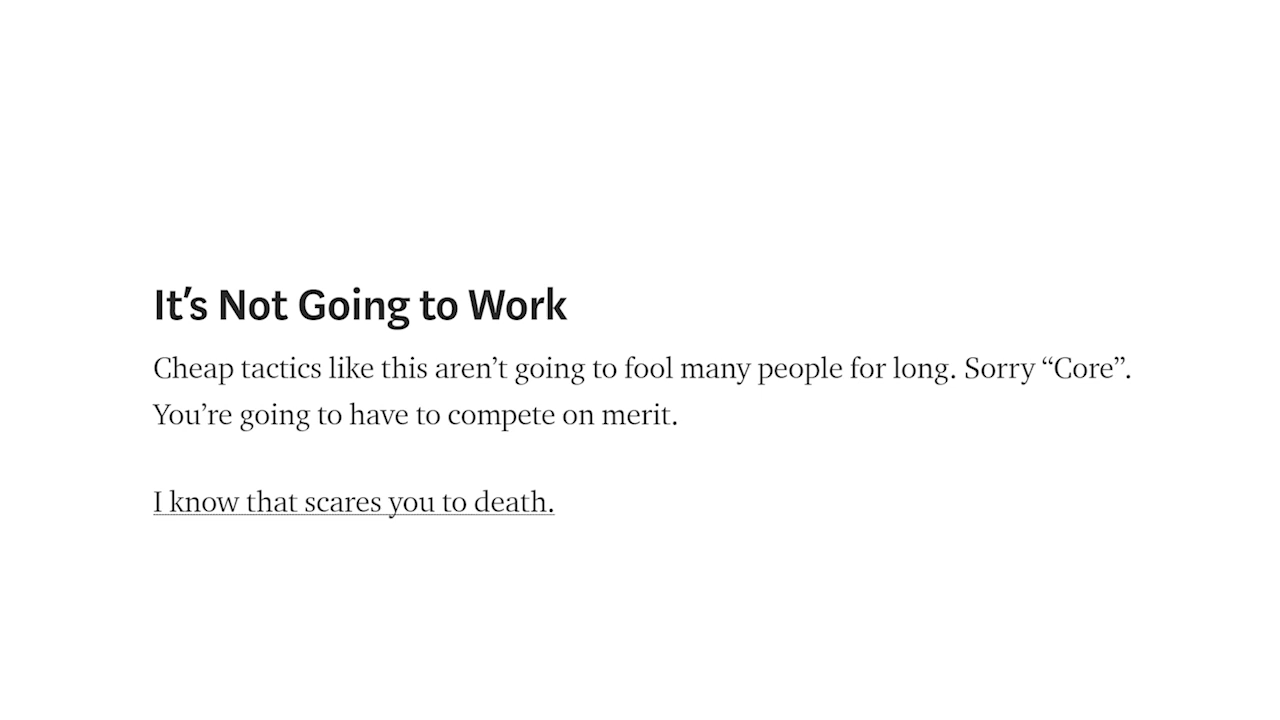 It’s Not Going to Work
Cheap tactics like this aren’t going to fool many people for long. Sorry “Core”.
You’re going to have to compete on merit.
I know that scares you to death.